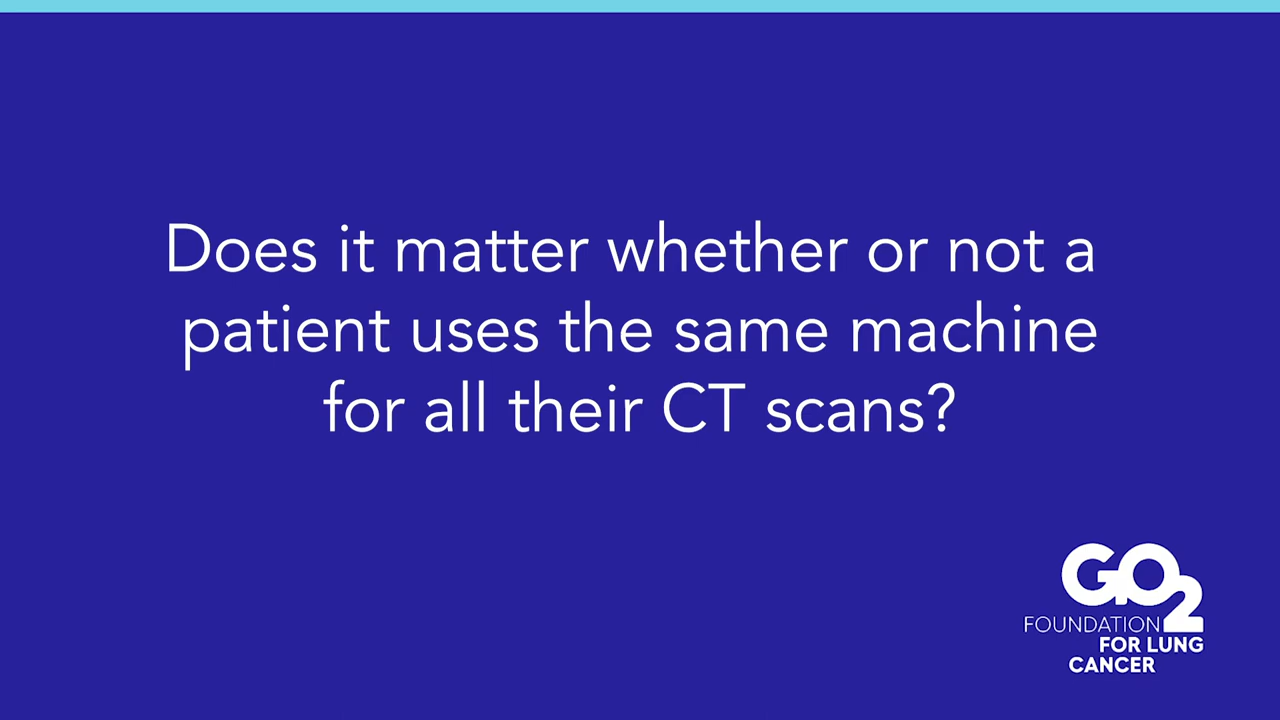 Does it matter whether or not a
patient uses the same machine
for all their CT scans?
GO2
FOUNDATION
FOR LUNG
CANCER